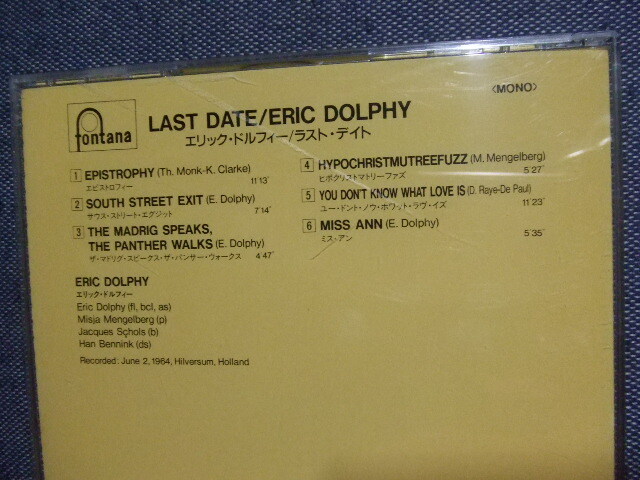 <MONO>
fontana
LAST DATE/ERIC DOLPHY
エリック・ドルフィー/ラスト・デイト
1 EPISTROPHY (Th. Monk-K. Clarke)
エピストロフィー 11'13"
2 SOUTH STREET EXIT (E. Dolphy)
サウス・ストリート・エグジット 7'14"
3 THE MADRIG SPEAKS,
THE PANTHER WALKS (E. Dolphy)
ザ・マドリグ・スピークス・ザ・パンサー・ウォークス 4'47"
4 HYPOCHRISTMUTREEFUZZ (M. Mengelberg)
ヒポクリストマトリーファズ 5'27"
5 YOU DON'T KNOW WHAT LOVE IS (D. Raye-De Paul)
ユー・ドント・ノウ・ホワット・ラヴ・イズ 11'23"
6 MISS ANN (E. Dolphy)
ミス・アン 5'35"
ERIC DOLPHY
エリック・ドルフィー
Eric Dolphy (fl, bcl, as)
Misja Mengelberg (p)
Jacques Schols (b)
Han Bennink (ds)
Recorded: June 2, 1964, Hilversum, Holland